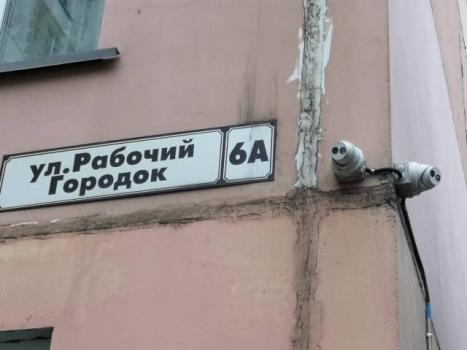 ул. Рабочий
Городок
6А